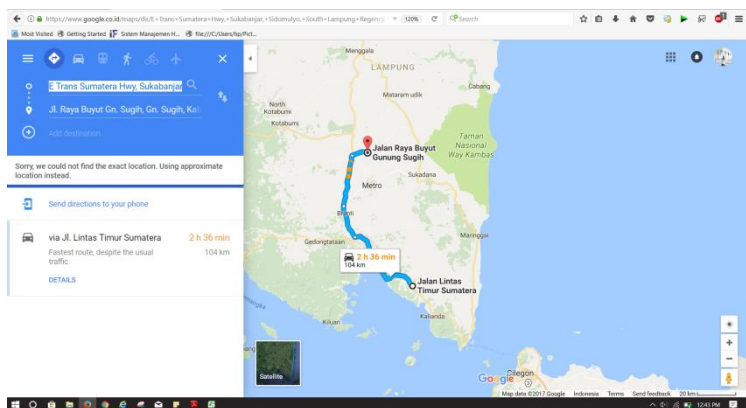 https://www.google.co.id/maps/dir/E+Trans+Sumatera+Hwy,+Sukabanjar,+Sidomulyo,+South+Lampung+Regency
120%
Search
Most Visited
Getting Started
Sistem Manajemen H...
file:///C:/Users/hp/Pict...
E Trans Sumatera Hwy, Sukabanjar
Jl. Raya Buyut Gn. Sugih, Gn. Sugih, Kab
Add destination
Sorry, we could not find the exact location. Using approximate
location instead.
Send directions to your phone
via Jl. Lintas Timur Sumatera
2 h 36 min
Fastest route, despite the usual
traffic
104 km
DETAILS
Menggala
LAMPUNG
Mataram udik
Cabang
North
Kotabumi
Kotabumi
Jalan Raya Buyut
Gunung Sugih
Taman
Nasional
Way Kambas
Sukadana
Metro
Branti
Maringgai
Gedongtataan
2 h 36 min
104 km
Jalan Lintas
Timur Sumatera
Kalianda
Kiluan
Satellite
Cilegon
Google
Map data ©2017 Google
Indonesia
Terms
Send feedback
20 km
12:43 PM